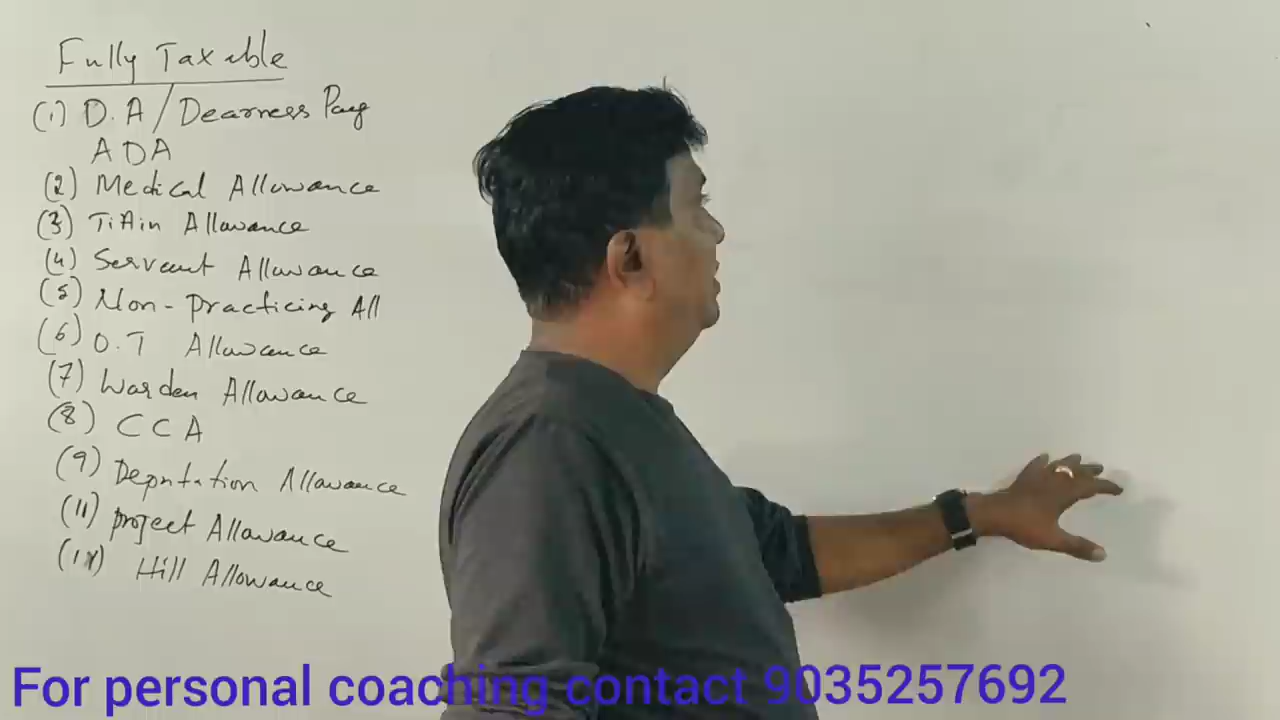 Fully Taxable
(1) D.A / Dearness Pay
ADA
(2) Medical Allowance
(3) Tiffin Allowance
(4) Servant Allowance
(5) Non-practicing All
(6) O.T Allowance
(7) Warden Allowance
(8) CCA
(9) Deputation Allowance
(11) project Allowance
Hill Allowance
For personal coaching contact 9035257692